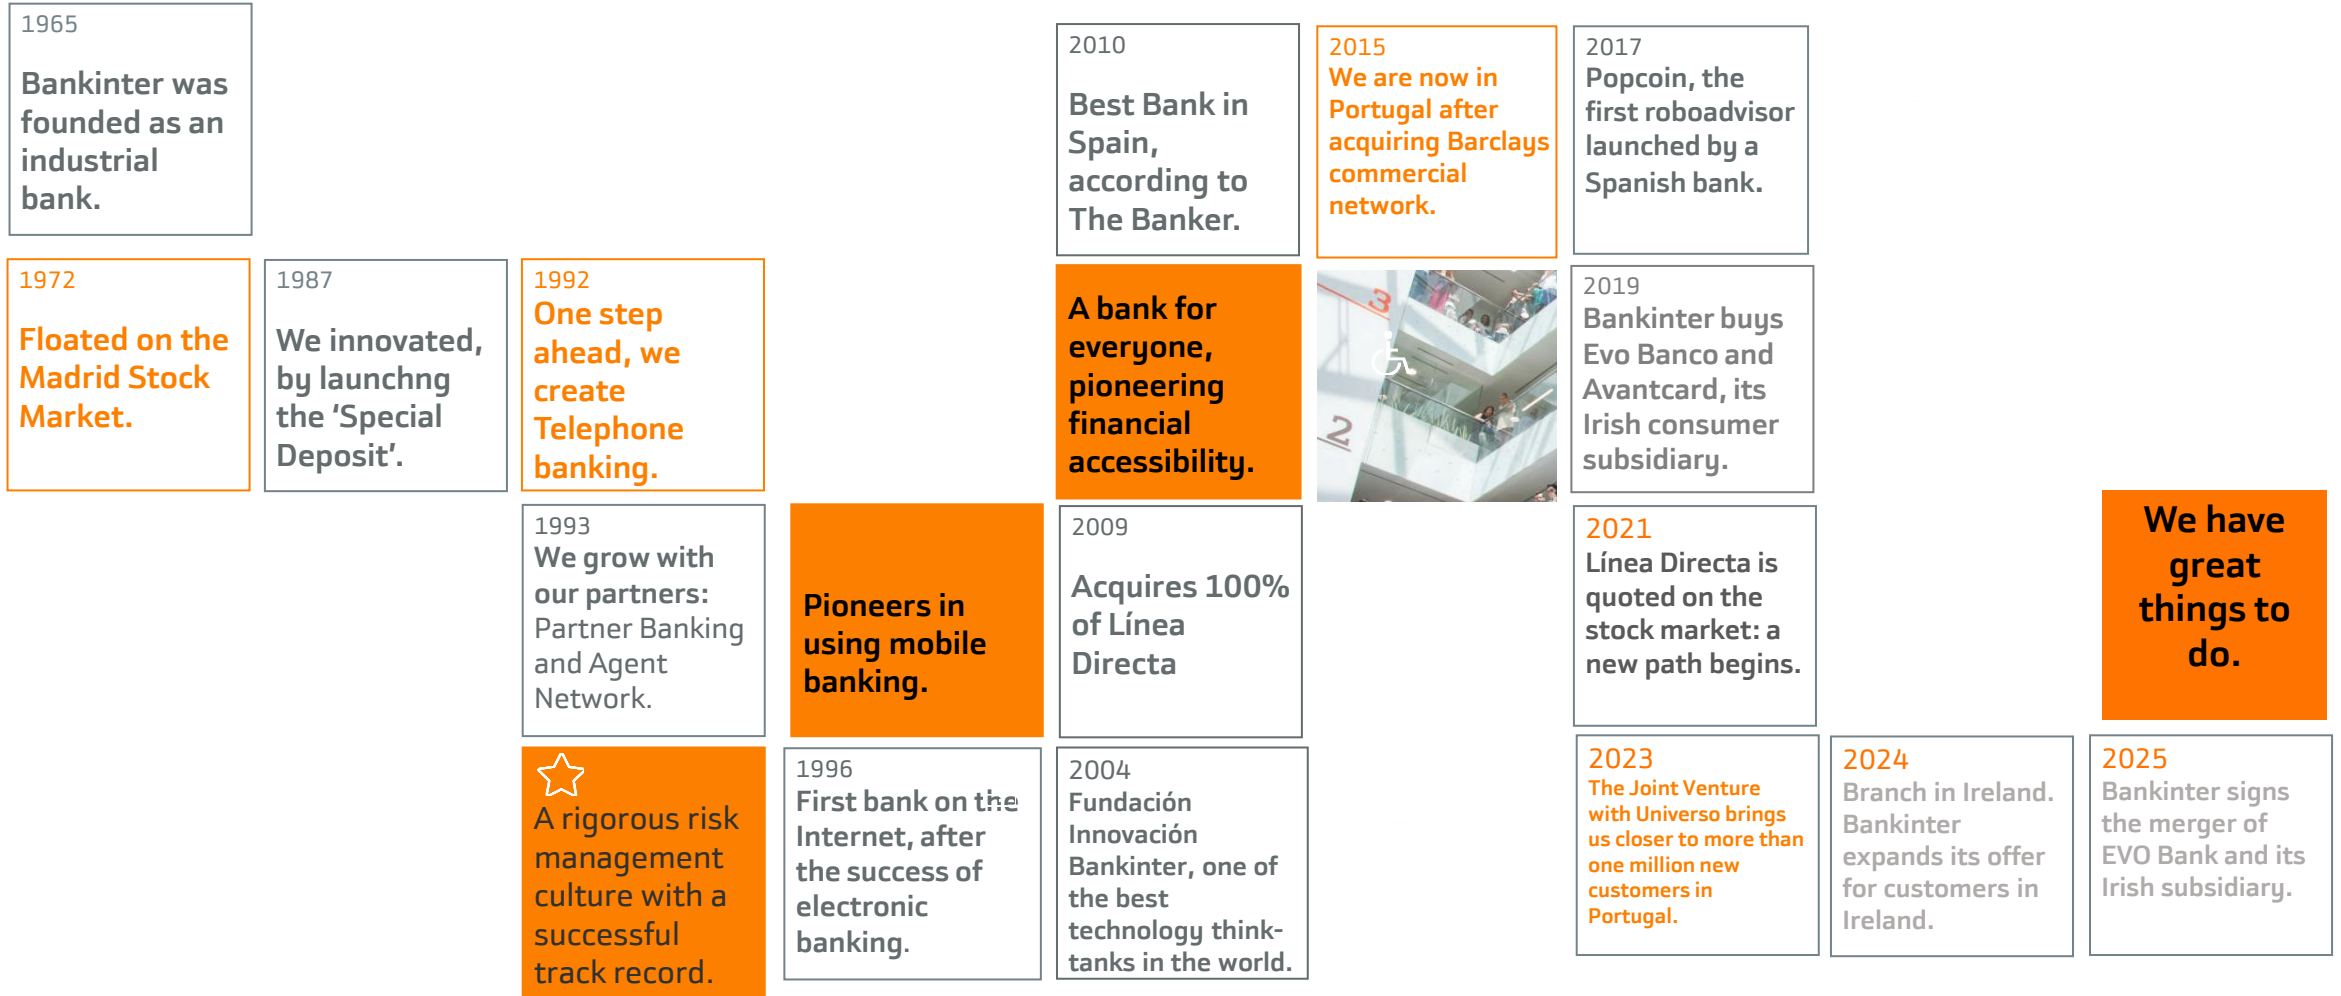 1965
Bankinter was
founded as an
industrial
bank.
1972
Floated on the
Madrid Stock
Market.
1987
We innovated,
by launchng
the ‘Special
Deposit’.
1992
One step
ahead, we
create
Telephone
banking.
1993
We grow with
our partners:
Partner Banking
and Agent
Network.
A rigorous risk
management
culture with a
successful
track record.
Pioneers in
using mobile
banking.
1996
First bank on the
Internet, after
the success of
electronic
banking.
2004
Fundación
Innovación
Bankinter, one of
the best
technology think-
tanks in the world.
2009
Acquires 100%
of Línea
Directa
A bank for
everyone,
pioneering
financial
accessibility.
2010
Best Bank in
Spain,
according to
The Banker.
2015
We are now in
Portugal after
acquiring Barclays
commercial
network.
3
2
2017
Popcoin, the
first roboadvisor
launched by a
Spanish bank.
2019
Bankinter buys
Evo Banco and
Avantcard, its
Irish consumer
subsidiary.
2021
Línea Directa is
quoted on the
stock market: a
new path begins.
2023
The Joint Venture
with Universo brings
us closer to more than
one million new
customers in
Portugal.
2024
Branch in Ireland.
Bankinter
expands its offer
for customers in
Ireland.
2025
Bankinter signs
the merger of
EVO Bank and its
Irish subsidiary.
We have
great
things to
do.